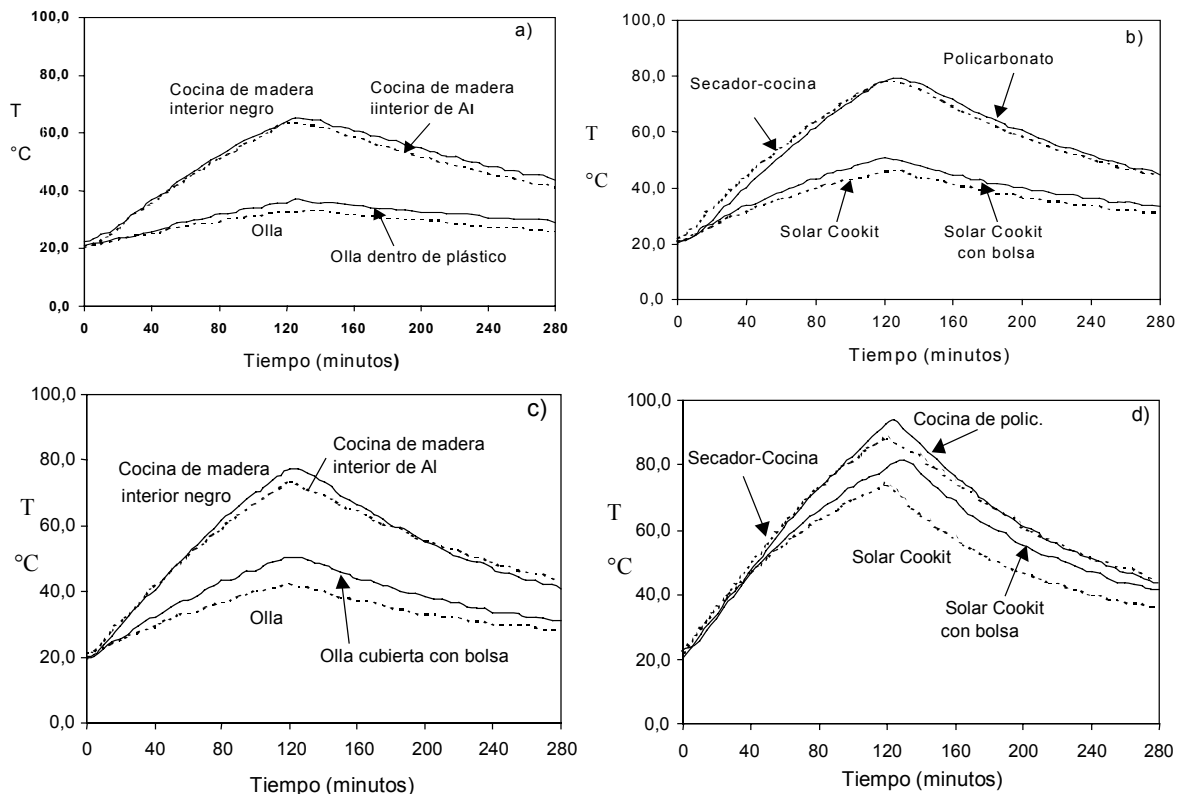 a)
100,0
80,0
60,0
40,0
20,0
0,0
T
°C
Cocina de madera
interior negro
Cocina de madera
iinterior de Al
Olla
Olla dentro de plástico
0 40 80 120 160 200 240 280
Tiempo (minutos)
b)
100,0
80,0
60,0
40,0
20,0
0,0
T
°C
Secador-cocina
Policarbonato
Solar Cookit
Solar Cookit
con bolsa
0 40 80 120 160 200 240 280
Tiempo (minutos)
c)
100,0
80,0
60,0
40,0
20,0
0,0
T
°C
Cocina de madera
interior negro
Cocina de madera
interior de Al
Olla
Olla cubierta con bolsa
0 40 80 120 160 200 240 280
Tiempo (minutos)
d)
100,0
80,0
60,0
40,0
20,0
0,0
T
°C
Cocina de polic.
Secador-Cocina
Solar Cookit
Solar Cookit
con bolsa
0 40 80 120 160 200 240 280
Tiempo (minutos)